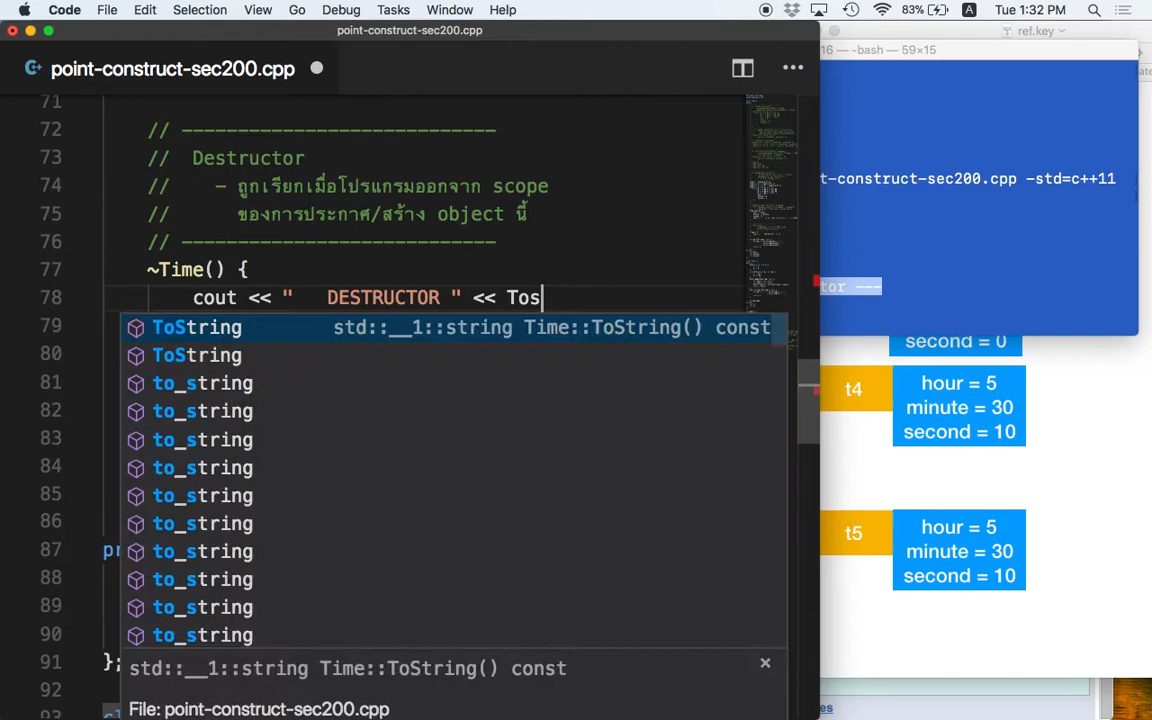 Code File Edit Selection View Go Debug Tasks Window Help 83% A Tue 1:32 PM
point-construct-sec200.cpp
ref.key
16 — -bash — 59×15
point-construct-sec200.cpp
71
72 // ----------------------------
73 // Destructor
74 // - ถูกเรียกเมื่อโปรแกรมออกจาก scope
75 // ของการประกาศ/สร้าง object นี้
76 // ----------------------------
77 ~Time() {
78 cout << " DESTRUCTOR " << Tos
79
80
81
82
83
84
85
86
87 pr
88
89
90
91 };
92
93
ToString std::__1::string Time::ToString() const
ToString
to_string
to_string
to_string
to_string
to_string
to_string
to_string
to_string
to_string
to_string
std::__1::string Time::ToString() const
File: point-construct-sec200.cpp
t-construct-sec200.cpp -std=c++11
tor ---
second = 0
t4
hour = 5
minute = 30
second = 10
t5
hour = 5
minute = 30
second = 10